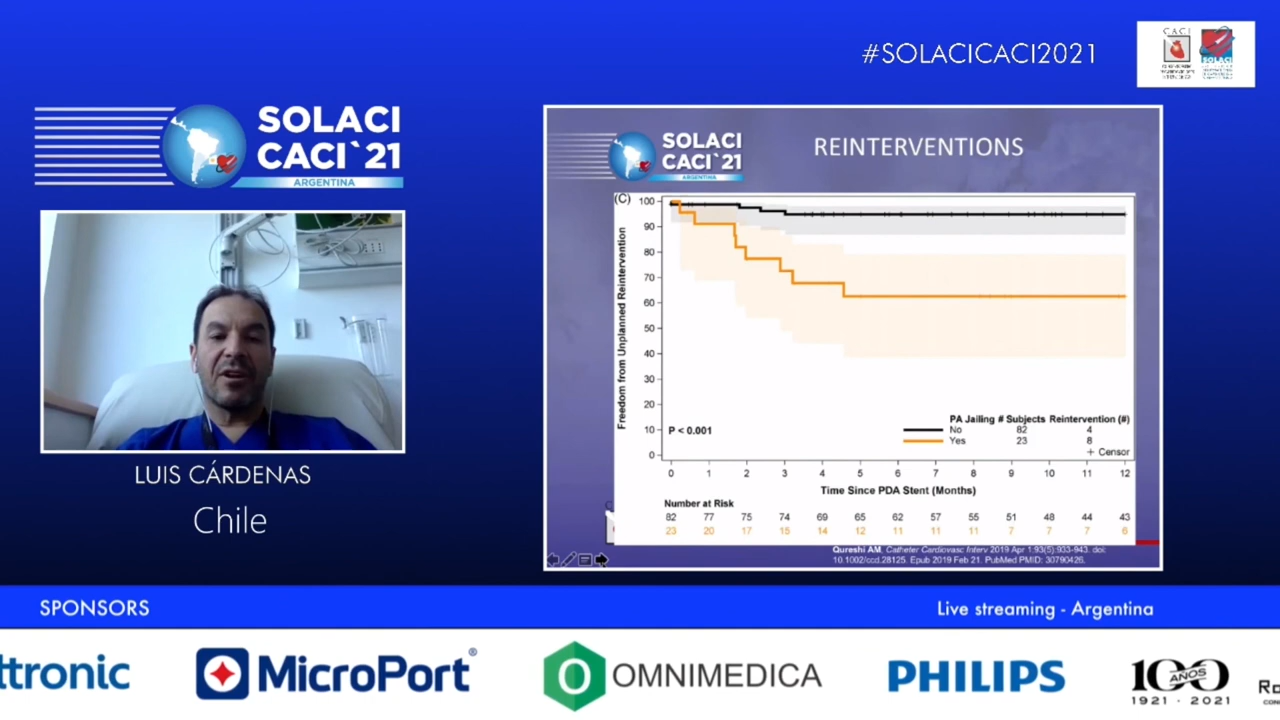 #SOLACICACI2021
CACI
SOLACI
SOLACI
CACI`21
ARGENTINA
LUIS CÁRDENAS
Chile
SOLACI
CACI`21
ARGENTINA
REINTERVENTIONS
(C)
100
90
80
70
60
50
40
30
20
10
0
Freedom from Unplanned Reintervention
P < 0.001
PA Jailing # Subjects Reintervention (#)
No 82 4
Yes 23 8
+ Censor
0 1 2 3 4 5 6 7 8 9 10 11 12
Time Since PDA Stent (Months)
Number at Risk
82 77 75 74 69 65 62 57 55 51 48 44 43
23 20 17 15 14 12 11 11 11 7 7 7 6
Qureshi AM, Catheter Cardiovasc Interv 2019 Apr 1;93(5):933-943. doi:
10.1002/ccd.28125. Epub 2019 Feb 21. PubMed PMID: 30790426.
SPONSORS
Live streaming - Argentina
ltronic
MicroPort®
OMNIMEDICA
PHILIPS
100
AÑOS
1921 · 2021